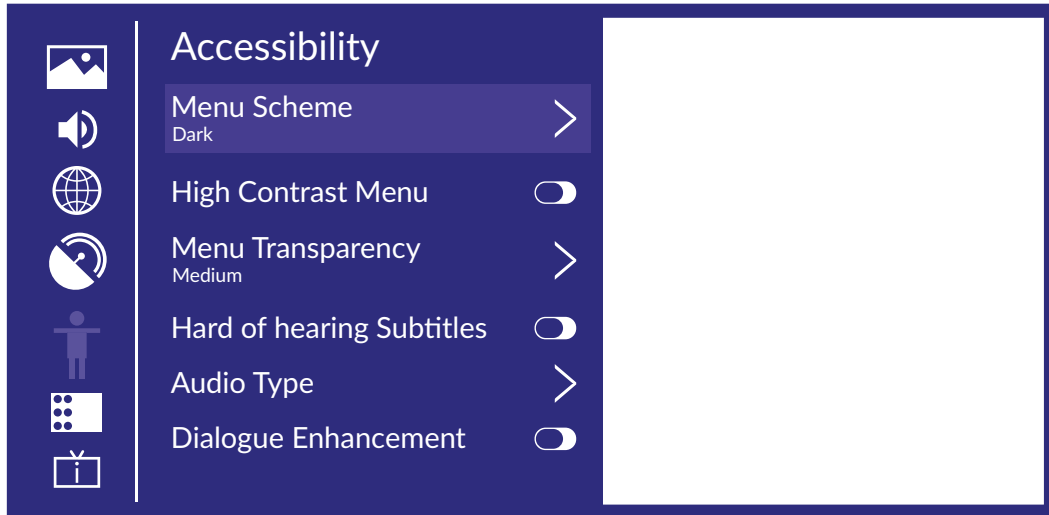 Accessibility
Menu Scheme
Dark
High Contrast Menu
Menu Transparency
Medium
Hard of hearing Subtitles
Audio Type
Dialogue Enhancement
i